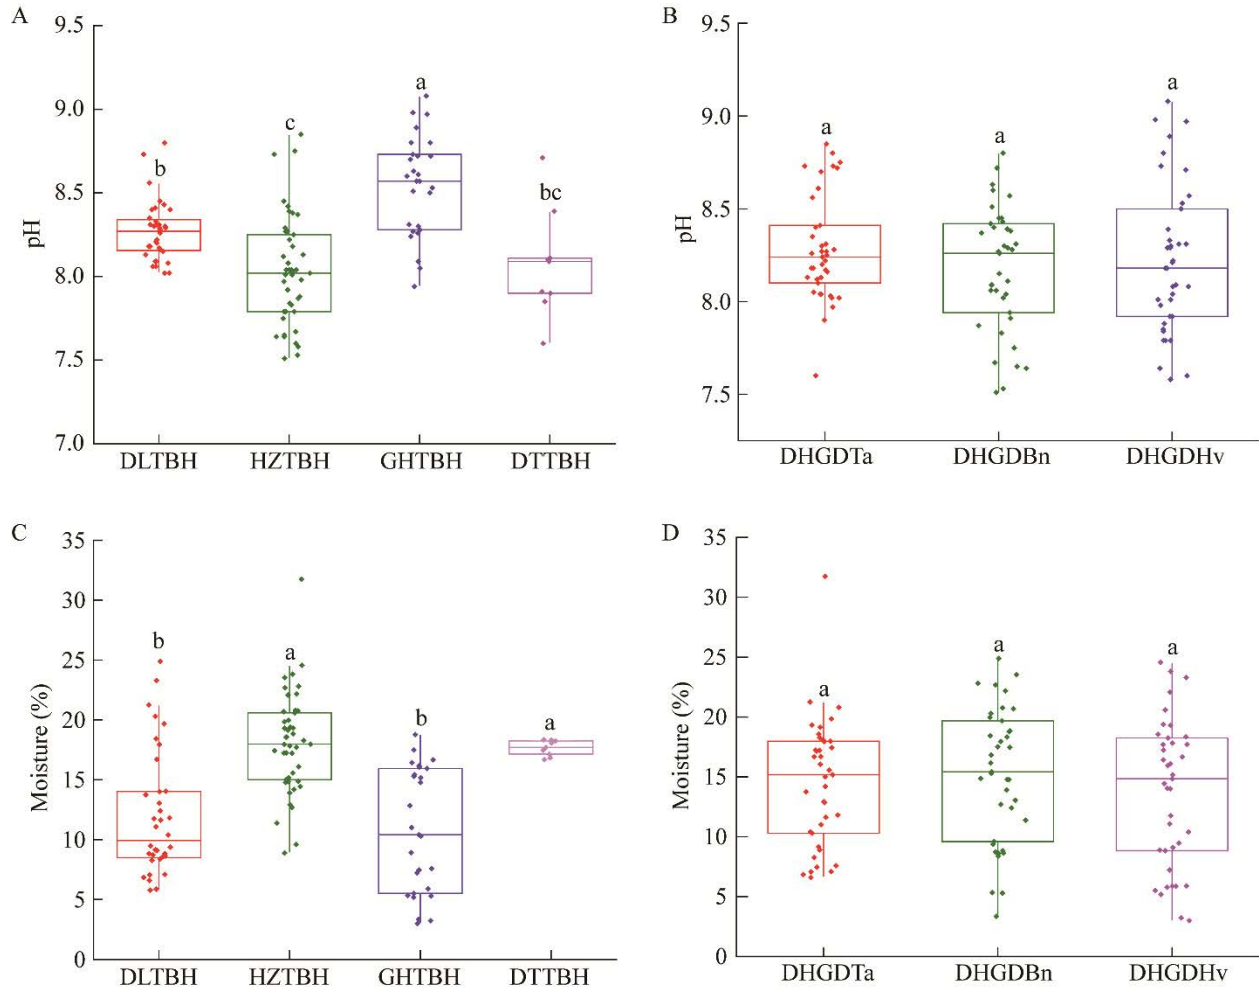 A
9.5
9.0
8.5
8.0
7.5
7.0
pH
b
c
a
bc
DLTBH
HZTBH
GHTBH
DTTBH
B
9.5
9.0
8.5
8.0
7.5
pH
a
a
a
DHGDTa
DHGDBn
DHGDHv
C
35
30
25
20
15
10
5
0
Moisture (%)
b
a
b
a
DLTBH
HZTBH
GHTBH
DTTBH
D
35
30
25
20
15
10
5
0
Moisture (%)
a
a
a
DHGDTa
DHGDBn
DHGDHv